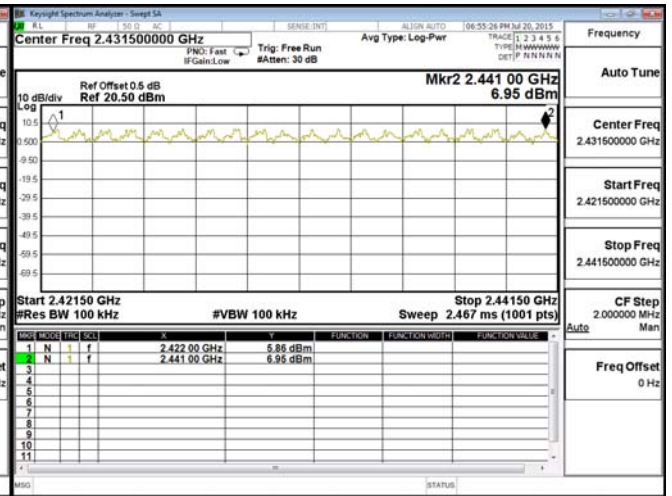 Keysight Spectrum Analyzer - Swept SA
RL RF 50 Ω AC SENSE:INT ALIGN AUTO 06:55:26 PM Jul 20, 2015
Center Freq 2.431500000 GHz
PNO: Fast
IFGain:Low
Trig: Free Run
#Atten: 30 dB
Avg Type: Log-Pwr
TRACE 1 2 3 4 5 6
TYPE M W W W W W
DET P N N N N N
Ref Offset 0.5 dB
10 dB/div Ref 20.50 dBm
Log
Mkr2 2.441 00 GHz
6.95 dBm
1
2
10.5
0.500
-9.50
-19.5
-29.5
-39.5
-49.5
-59.5
-69.5
Start 2.42150 GHz Stop 2.44150 GHz
#Res BW 100 kHz #VBW 100 kHz Sweep 2.467 ms (1001 pts)
MKR MODE TRC SCL X Y FUNCTION FUNCTION WIDTH FUNCTION VALUE
1 N 1 f 2.422 00 GHz 5.86 dBm
2 N 1 f 2.441 00 GHz 6.95 dBm
3
4
5
6
7
8
9
10
11
MSG STATUS
Frequency
Auto Tune
Center Freq
2.431500000 GHz
Start Freq
2.421500000 GHz
Stop Freq
2.441500000 GHz
CF Step
2.000000 MHz
Auto Man
Freq Offset
0 Hz